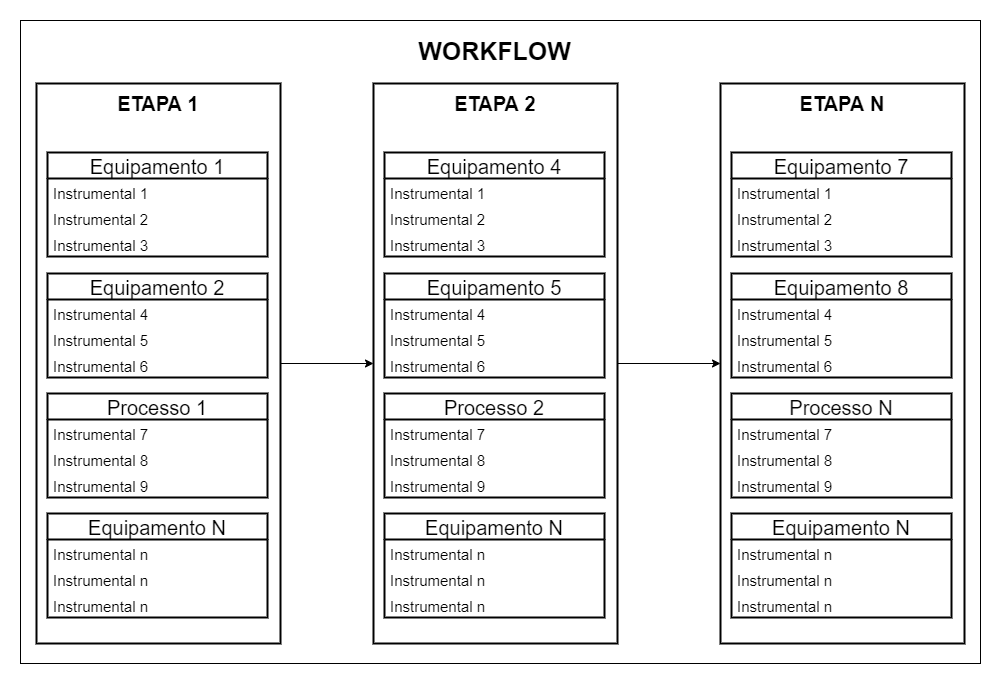 WORKFLOW
ETAPA 1
Equipamento 1
Instrumental 1
Instrumental 2
Instrumental 3
Equipamento 2
Instrumental 4
Instrumental 5
Instrumental 6
Processo 1
Instrumental 7
Instrumental 8
Instrumental 9
Equipamento N
Instrumental n
Instrumental n
Instrumental n
ETAPA 2
Equipamento 4
Instrumental 1
Instrumental 2
Instrumental 3
Equipamento 5
Instrumental 4
Instrumental 5
Instrumental 6
Processo 2
Instrumental 7
Instrumental 8
Instrumental 9
Equipamento N
Instrumental n
Instrumental n
Instrumental n
ETAPA N
Equipamento 7
Instrumental 1
Instrumental 2
Instrumental 3
Equipamento 8
Instrumental 4
Instrumental 5
Instrumental 6
Processo N
Instrumental 7
Instrumental 8
Instrumental 9
Equipamento N
Instrumental n
Instrumental n
Instrumental n